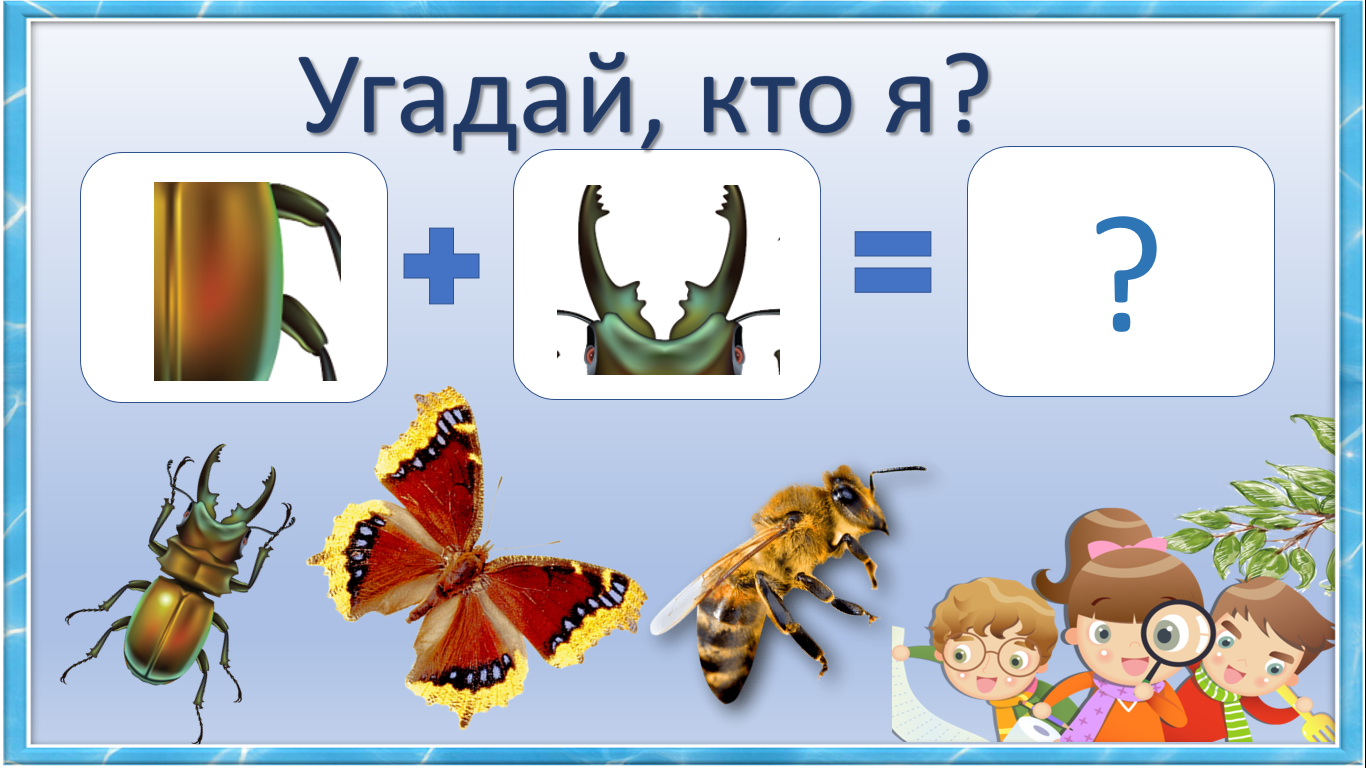 Угадай, кто я?
+ =
?